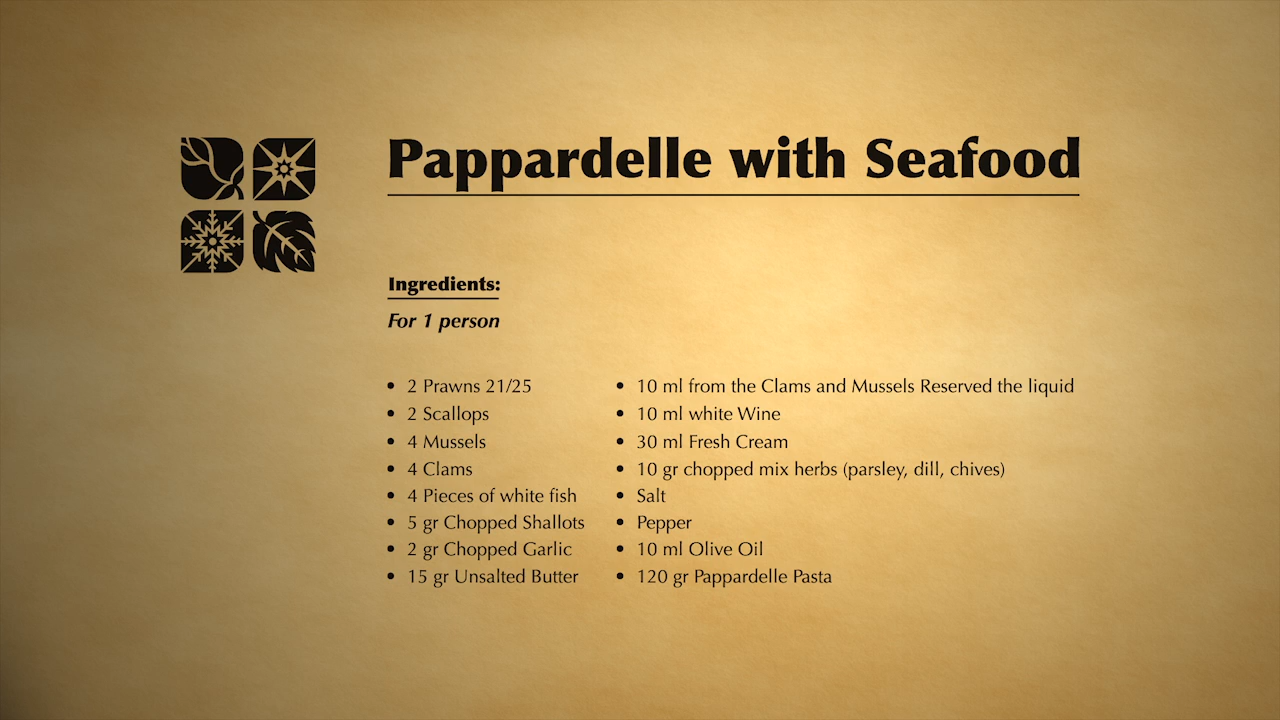 Pappardelle with Seafood
Ingredients:
For 1 person
• 2 Prawns 21/25
• 2 Scallops
• 4 Mussels
• 4 Clams
• 4 Pieces of white fish
• 5 gr Chopped Shallots
• 2 gr Chopped Garlic
• 15 gr Unsalted Butter
• 10 ml from the Clams and Mussels Reserved the liquid
• 10 ml white Wine
• 30 ml Fresh Cream
• 10 gr chopped mix herbs (parsley, dill, chives)
• Salt
• Pepper
• 10 ml Olive Oil
• 120 gr Pappardelle Pasta